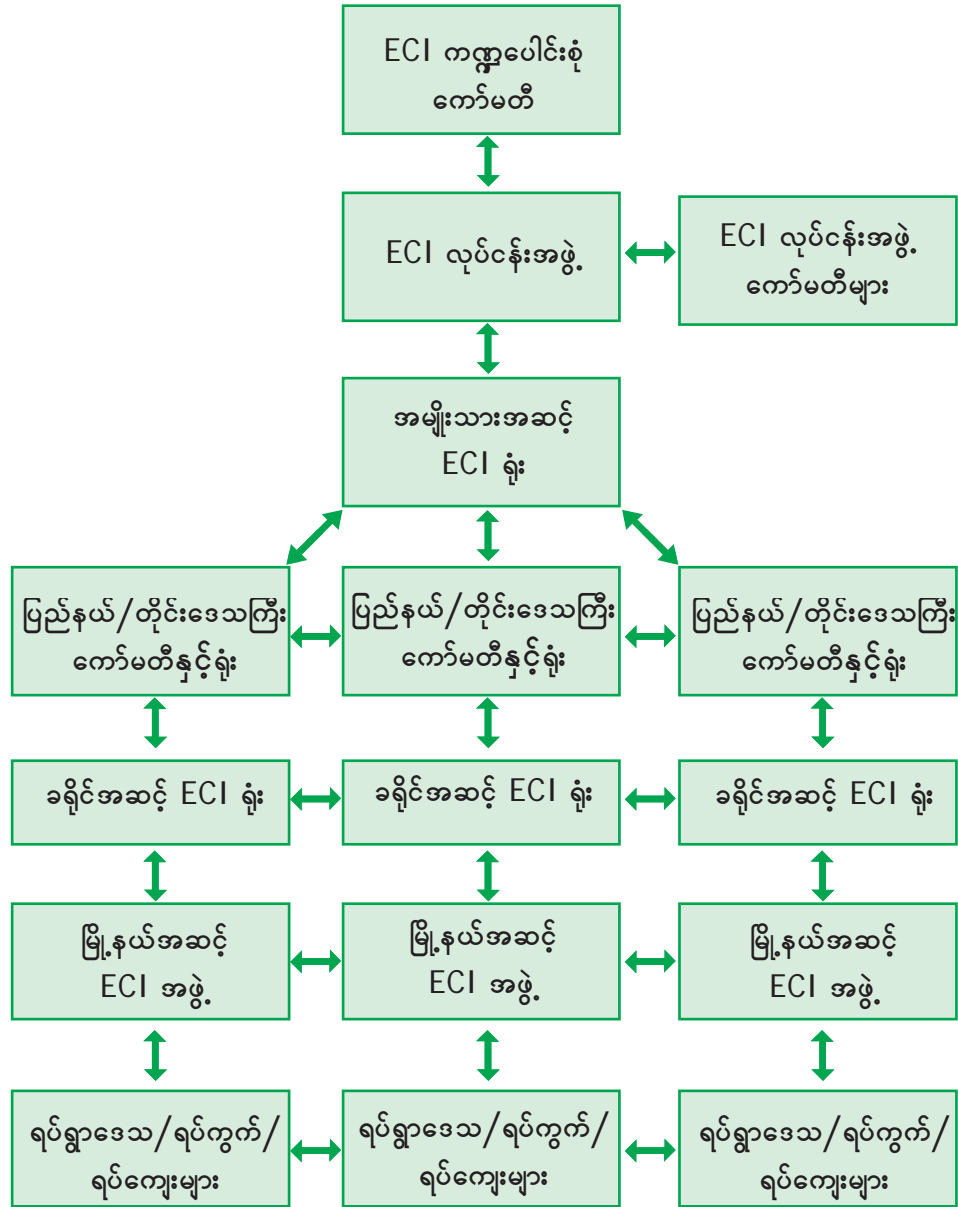 ECI ကဏ္ဍပေါင်းစုံ
ကော်မတီ
ECI လုပ်ငန်းအဖွဲ့
ECI လုပ်ငန်းအဖွဲ့
ကော်မတီများ
အမျိုးသားအဆင့်
ECI ရုံး
ပြည်နယ်/တိုင်းဒေသကြီး
ကော်မတီနှင့်ရုံး
ပြည်နယ်/တိုင်းဒေသကြီး
ကော်မတီနှင့်ရုံး
ပြည်နယ်/တိုင်းဒေသကြီး
ကော်မတီနှင့်ရုံး
ခရိုင်အဆင့် ECI ရုံး
ခရိုင်အဆင့် ECI ရုံး
ခရိုင်အဆင့် ECI ရုံး
မြို့နယ်အဆင့်
ECI အဖွဲ့
မြို့နယ်အဆင့်
ECI အဖွဲ့
မြို့နယ်အဆင့်
ECI အဖွဲ့
ရပ်ရွာဒေသ/ရပ်ကွက်/
ရပ်ကျေးများ
ရပ်ရွာဒေသ/ရပ်ကွက်/
ရပ်ကျေးများ
ရပ်ရွာဒေသ/ရပ်ကွက်/
ရပ်ကျေးများ